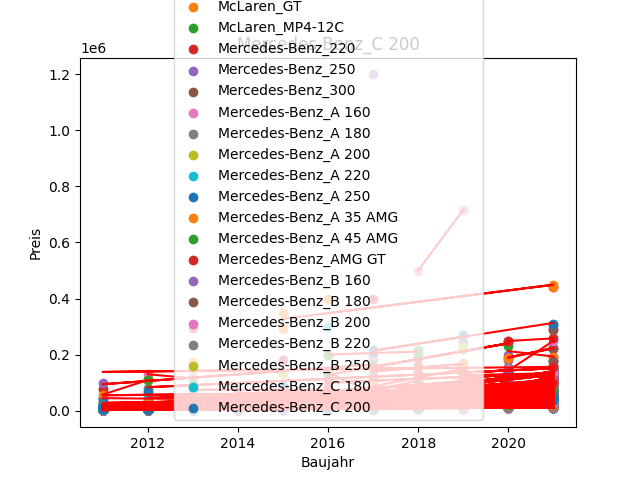 McLaren_GT
McLaren_MP4-12C
Mercedes-Benz_C 200
1e6
Mercedes-Benz_220
Mercedes-Benz_250
Mercedes-Benz_300
Mercedes-Benz_A 160
Mercedes-Benz_A 180
Mercedes-Benz_A 200
Mercedes-Benz_A 220
Mercedes-Benz_A 250
Mercedes-Benz_A 35 AMG
Mercedes-Benz_A 45 AMG
Mercedes-Benz_AMG GT
Mercedes-Benz_B 160
Mercedes-Benz_B 180
Mercedes-Benz_B 200
Mercedes-Benz_B 220
Mercedes-Benz_B 250
Mercedes-Benz_C 180
Mercedes-Benz_C 200
1.2
1.0
0.8
0.6
0.4
0.2
0.0
Preis
2012 2014 2016 2018 2020
Baujahr